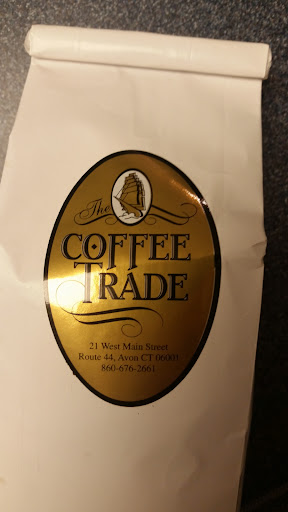 The
COFFEE
TRADE
21 West Main Street
Route 44, Avon CT 06001
860-676-2661